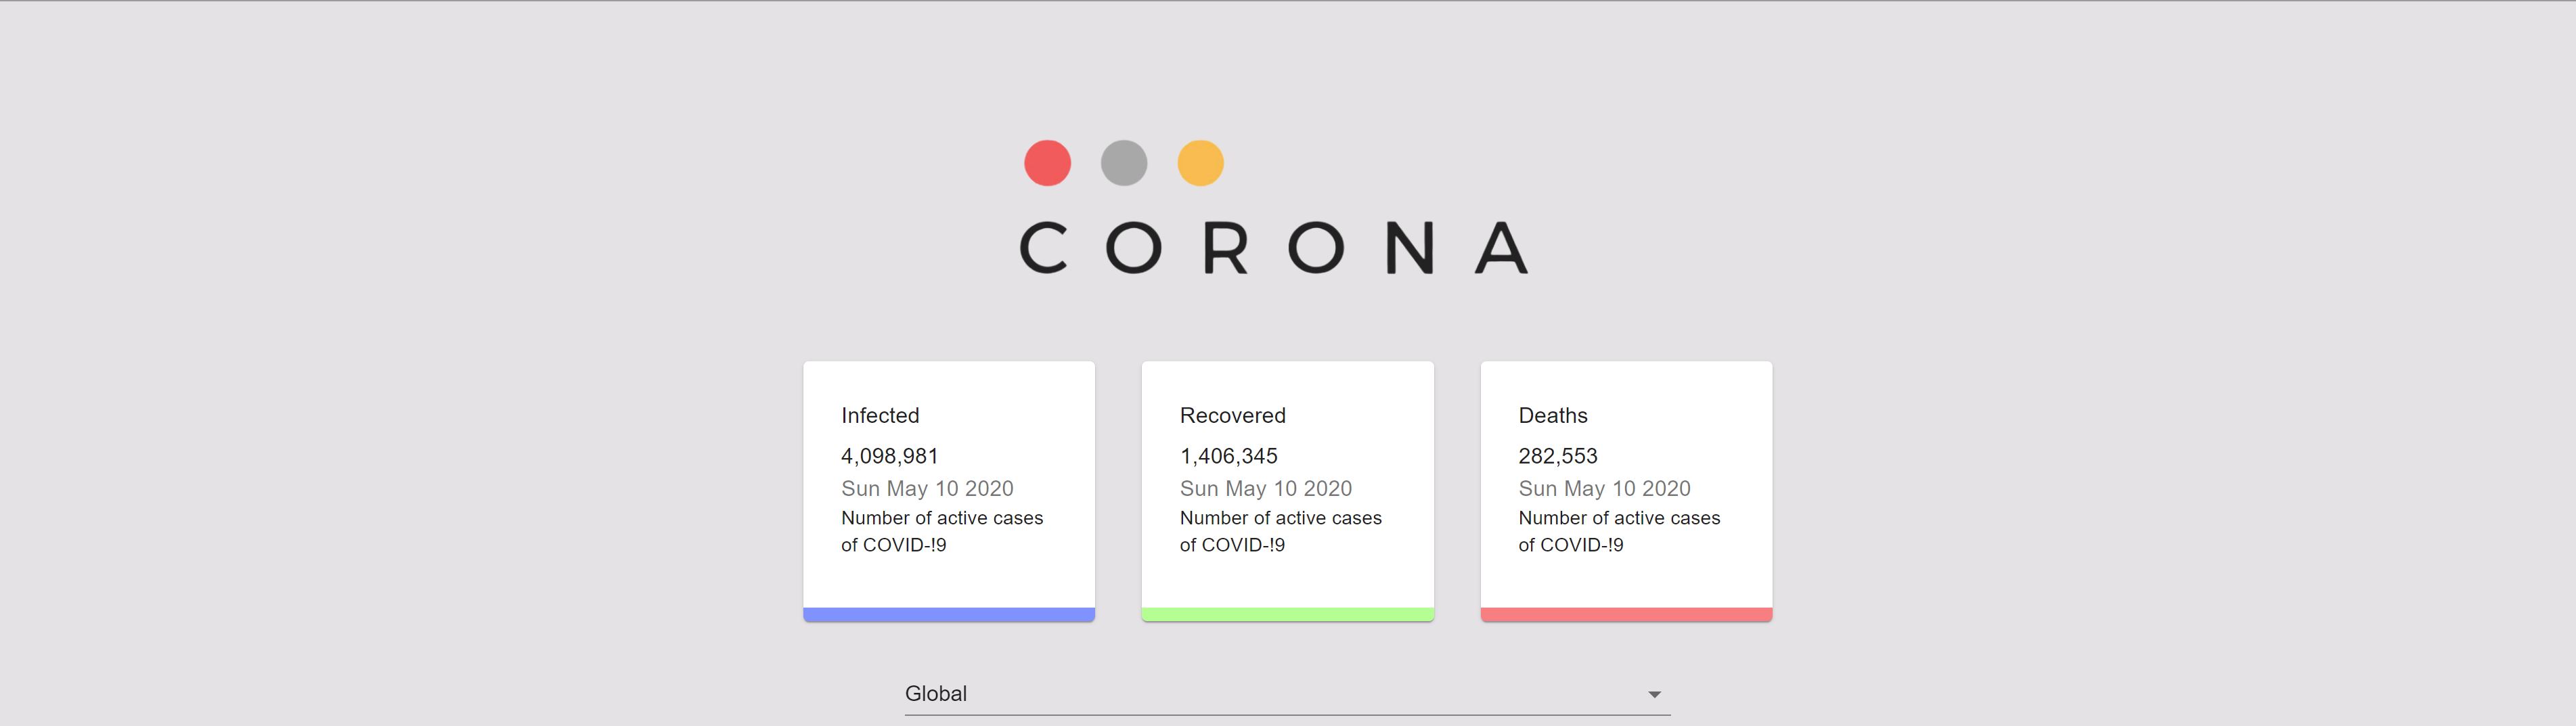 CORONA
Infected
4,098,981
Sun May 10 2020
Number of active cases
of COVID-!9
Recovered
1,406,345
Sun May 10 2020
Number of active cases
of COVID-!9
Deaths
282,553
Sun May 10 2020
Number of active cases
of COVID-!9
Global